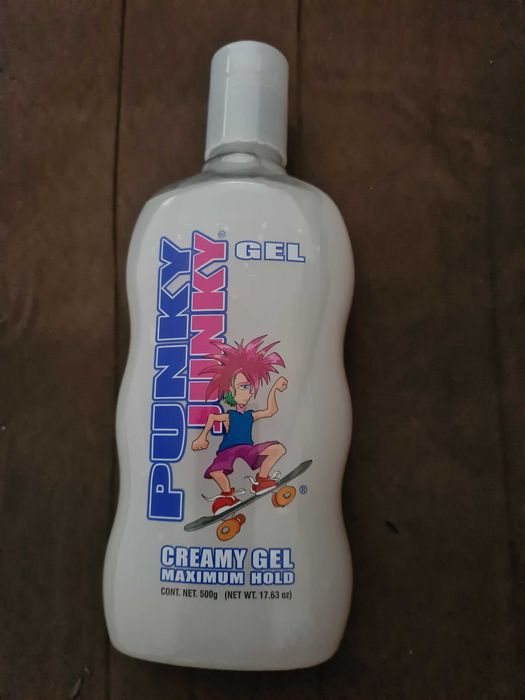 PUNKY
JUNKY®
GEL
®
CREAMY GEL
MAXIMUM HOLD
CONT. NET. 500g (NET WT. 17.63 oz)